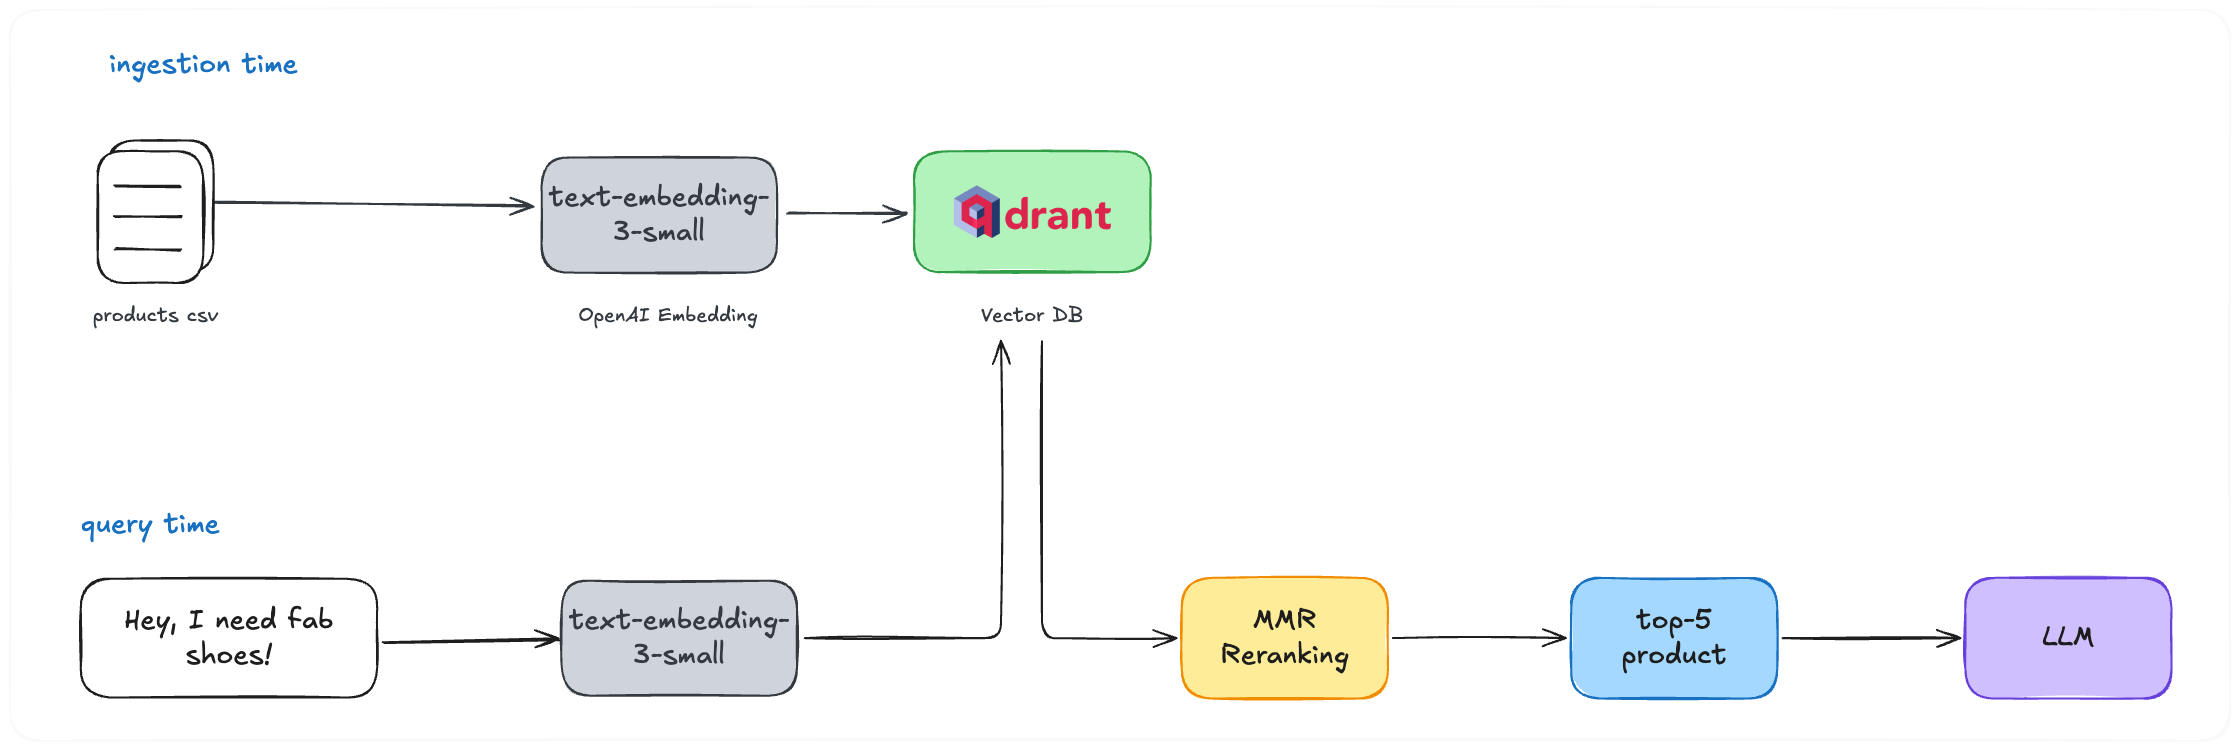 ingestion time
text-embedding-
3-small
qdrant
products csv
OpenAI Embedding
Vector DB
query time
Hey, I need fab
shoes!
text-embedding-
3-small
MMR
Reranking
top-5
product
LLM